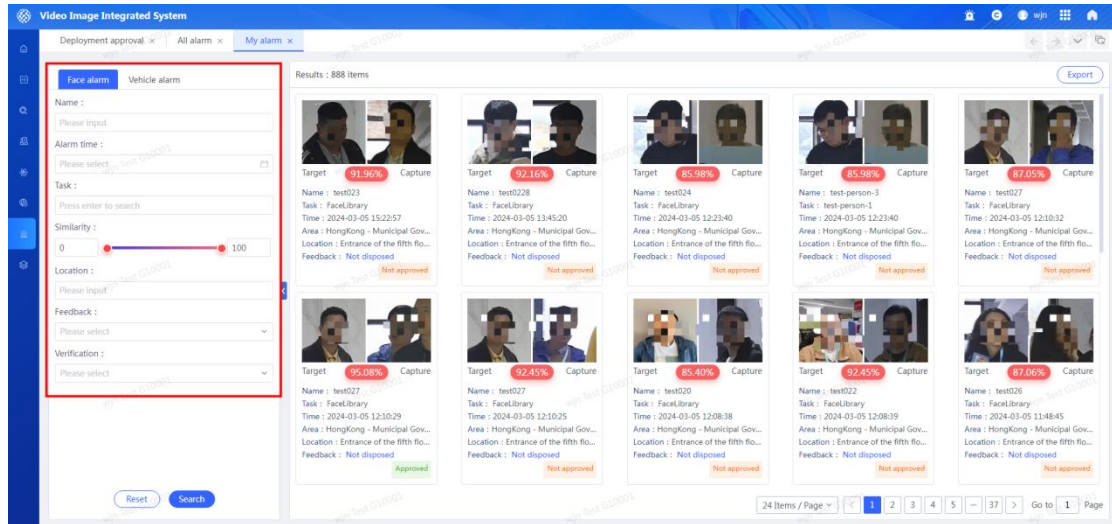 Video Image Integrated System
wjn
Deployment approval ×
All alarm ×
My alarm ×
Face alarm
Vehicle alarm
Name :
Please input
Alarm time :
Please select
Task :
Press enter to search
Similarity :
0
100
Location :
Please input
Feedback :
Please select
Verification :
Please select
Reset
Search
Results : 888 items
Export
Target 91.96% Capture
Name : test023
Task : FaceLibrary
Time : 2024-03-05 15:22:57
Area : HongKong - Municipal Gov...
Location : Entrance of the fifth flo...
Feedback : Not disposed
Not approved
Target 92.16% Capture
Name : test0228
Task : FaceLibrary
Time : 2024-03-05 13:45:20
Area : HongKong - Municipal Gov...
Location : Entrance of the fifth flo...
Feedback : Not disposed
Not approved
Target 85.98% Capture
Name : test024
Task : FaceLibrary
Time : 2024-03-05 12:23:40
Area : HongKong - Municipal Gov...
Location : Entrance of the fifth flo...
Feedback : Not disposed
Not approved
Target 85.98% Capture
Name : test-person-3
Task : test-person-1
Time : 2024-03-05 12:23:40
Area : HongKong - Municipal Gov...
Location : Entrance of the fifth flo...
Feedback : Not disposed
Not approved
Target 87.05% Capture
Name : test027
Task : FaceLibrary
Time : 2024-03-05 12:10:32
Area : HongKong - Municipal Gov...
Location : Entrance of the fifth flo...
Feedback : Not disposed
Not approved
Target 95.08% Capture
Name : test027
Task : FaceLibrary
Time : 2024-03-05 12:10:29
Area : HongKong - Municipal Gov...
Location : Entrance of the fifth flo...
Feedback : Not disposed
Approved
Target 92.45% Capture
Name : test027
Task : FaceLibrary
Time : 2024-03-05 12:10:25
Area : HongKong - Municipal Gov...
Location : Entrance of the fifth flo...
Feedback : Not disposed
Not approved
Target 85.40% Capture
Name : test020
Task : FaceLibrary
Time : 2024-03-05 12:08:38
Area : HongKong - Municipal Gov...
Location : Entrance of the fifth flo...
Feedback : Not disposed
Not approved
Target 92.45% Capture
Name : test022
Task : FaceLibrary
Time : 2024-03-05 12:08:39
Area : HongKong - Municipal Gov...
Location : Entrance of the fifth flo...
Feedback : Not disposed
Not approved
Target 87.06% Capture
Name : test026
Task : FaceLibrary
Time : 2024-03-05 11:48:45
Area : HongKong - Municipal Gov...
Location : Entrance of the fifth flo...
Feedback : Not disposed
Not approved
24 Items / Page < 1 2 3 4 5 ··· 37 > Go to 1 Page